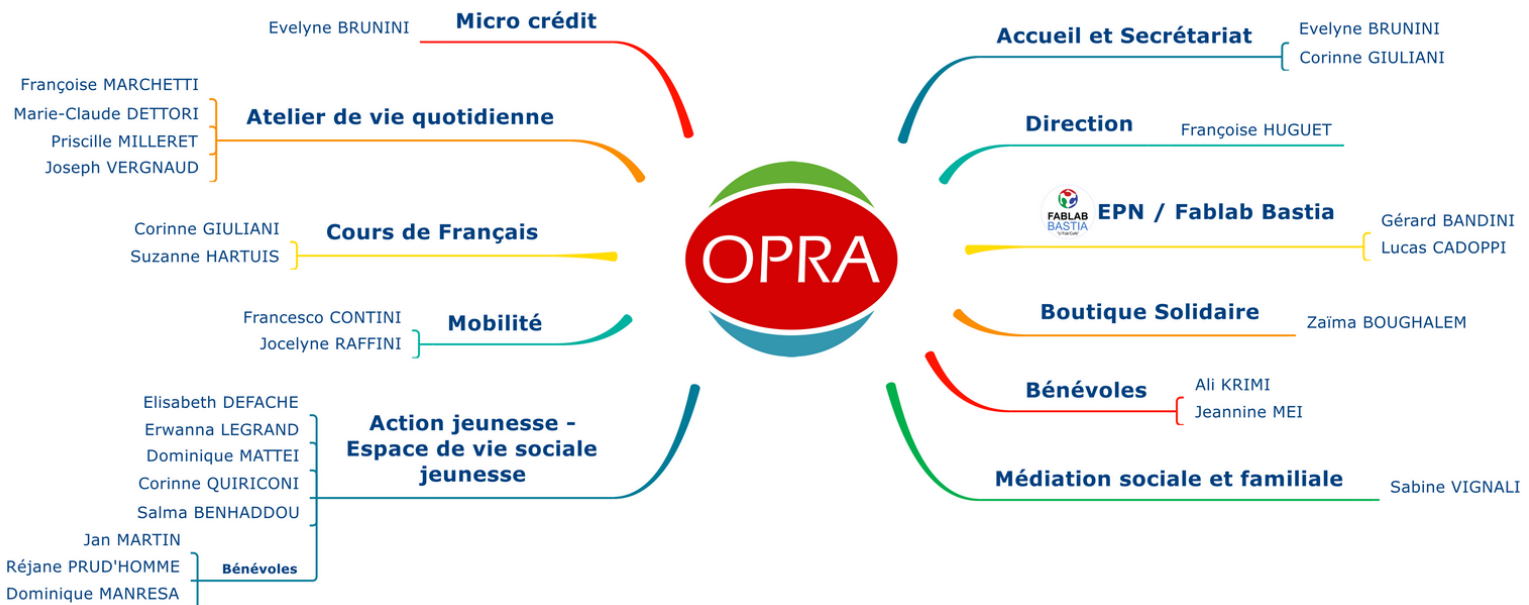 Micro crédit
Evelyne BRUNINI
Atelier de vie quotidienne
Françoise MARCHETTI
Marie-Claude DETTORI
Priscille MILLERET
Joseph VERGNAUD
Cours de Français
Corinne GIULIANI
Suzanne HARTUIS
Mobilité
Francesco CONTINI
Jocelyne RAFFINI
Action jeunesse -
Espace de vie sociale
jeunesse
Elisabeth DEFACHE
Erwanna LEGRAND
Dominique MATTEI
Corinne QUIRICONI
Salma BENHADDOU
Bénévoles
Jan MARTIN
Réjane PRUD'HOMME
Dominique MANRESA
OPRA
Accueil et Secrétariat
Evelyne BRUNINI
Corinne GIULIANI
Direction
Françoise HUGUET
FABLAB
BASTIA
EPN / Fablab Bastia
Gérard BANDINI
Lucas CADOPPI
Boutique Solidaire
Zaïma BOUGHALEM
Bénévoles
Ali KRIMI
Jeannine MEI
Médiation sociale et familiale
Sabine VIGNALI